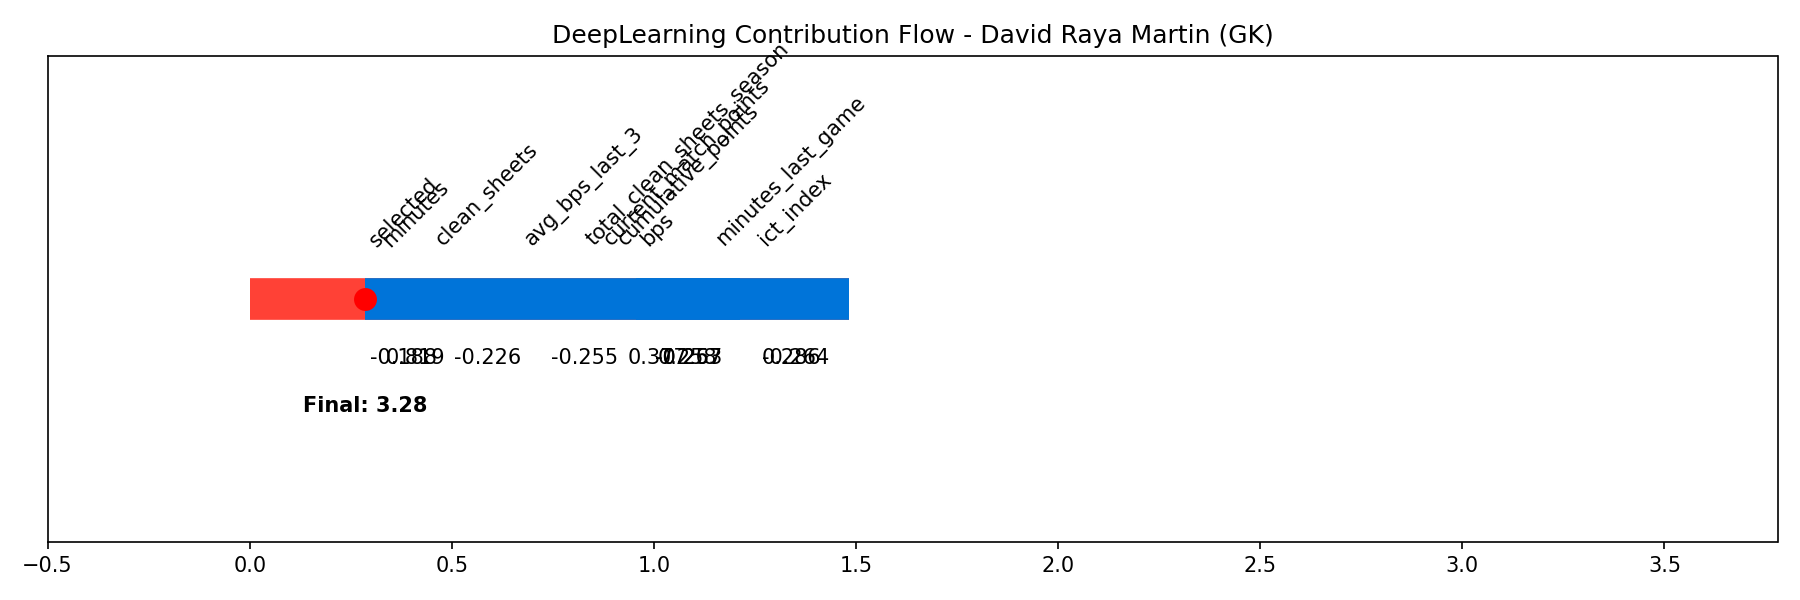 DeepLearning Contribution Flow - David Raya Martin (GK)
selected
minutes
clean_sheets
avg_bps_last_3
total_clean_sheets_season
current_match_points
cumulative_points
bps
minutes_last_game
ict_index
-0.226 -0.255
Final: 3.28
−0.5 0.0 0.5 1.0 1.5 2.0 2.5 3.0 3.5